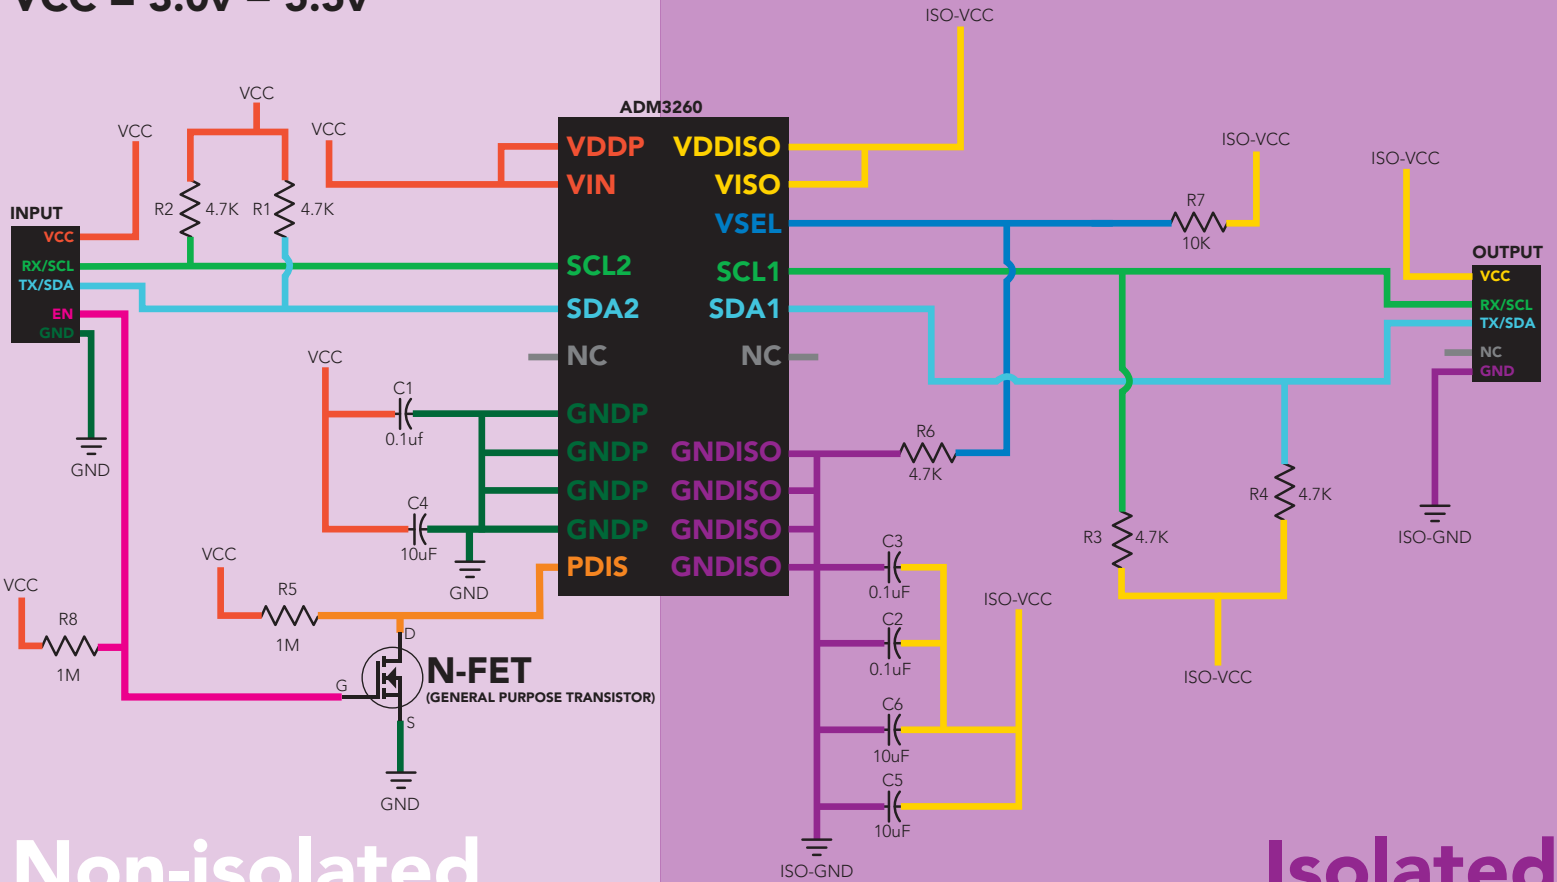 VCC = 3.0v – 5.5v
ISO-VCC
VCC
VCC
VCC
ADM3260
ISO-VCC
ISO-VCC
VDDP
VDDISO
VIN
VISO
R2
4.7K
R1
4.7K
VSEL
R7
10K
INPUT
VCC
RX/SCL
TX/SDA
EN
GND
SCL2
SCL1
SDA2
SDA1
NC
NC
OUTPUT
VCC
RX/SCL
TX/SDA
NC
GND
VCC
C1
0.1uf
GNDP
GNDP
GNDISO
GNDP
GNDISO
GNDP
GNDISO
PDIS
GNDISO
GND
R6
4.7K
C4
10uF
GND
R4
4.7K
R3
4.7K
ISO-GND
VCC
R5
1M
VCC
R8
1M
C3
0.1uF
C2
0.1uF
ISO-VCC
C6
10uF
C5
10uF
ISO-VCC
D
G
S
N-FET
(GENERAL PURPOSE TRANSISTOR)
GND
ISO-GND
Non-isolated
Isolated